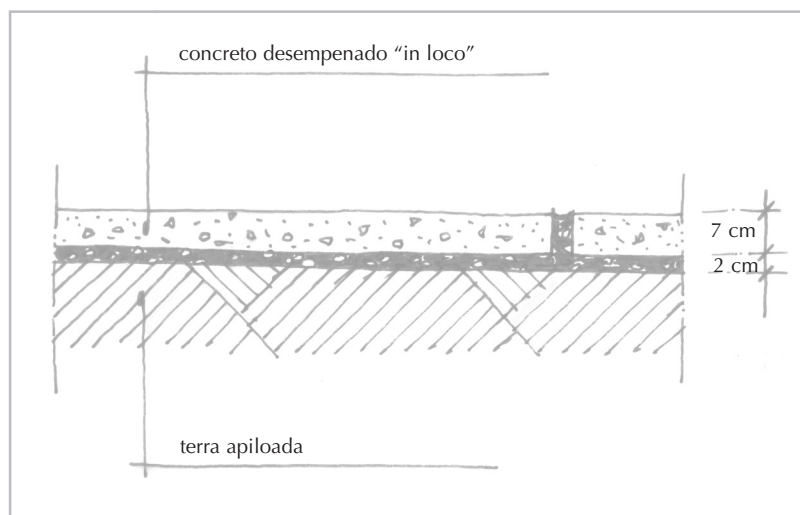 concreto desempenado “in loco”
7 cm
2 cm
terra apiloada